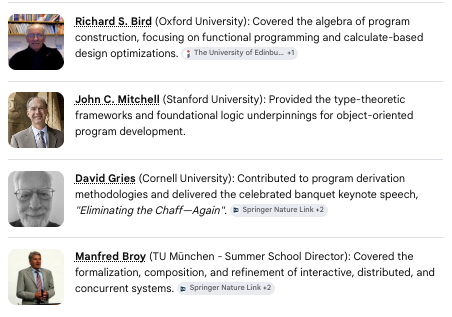 Richard S. Bird (Oxford University): Covered the algebra of program
construction, focusing on functional programming and calculate-based
design optimizations. The University of Edinbu... +1
John C. Mitchell (Stanford University): Provided the type-theoretic
frameworks and foundational logic underpinnings for object-oriented
program development.
David Gries (Cornell University): Contributed to program derivation
methodologies and delivered the celebrated banquet keynote speech,
"Eliminating the Chaff—Again". Springer Nature Link +2
Manfred Broy (TU München - Summer School Director): Covered the
formalization, composition, and refinement of interactive, distributed, and
concurrent systems. Springer Nature Link +2